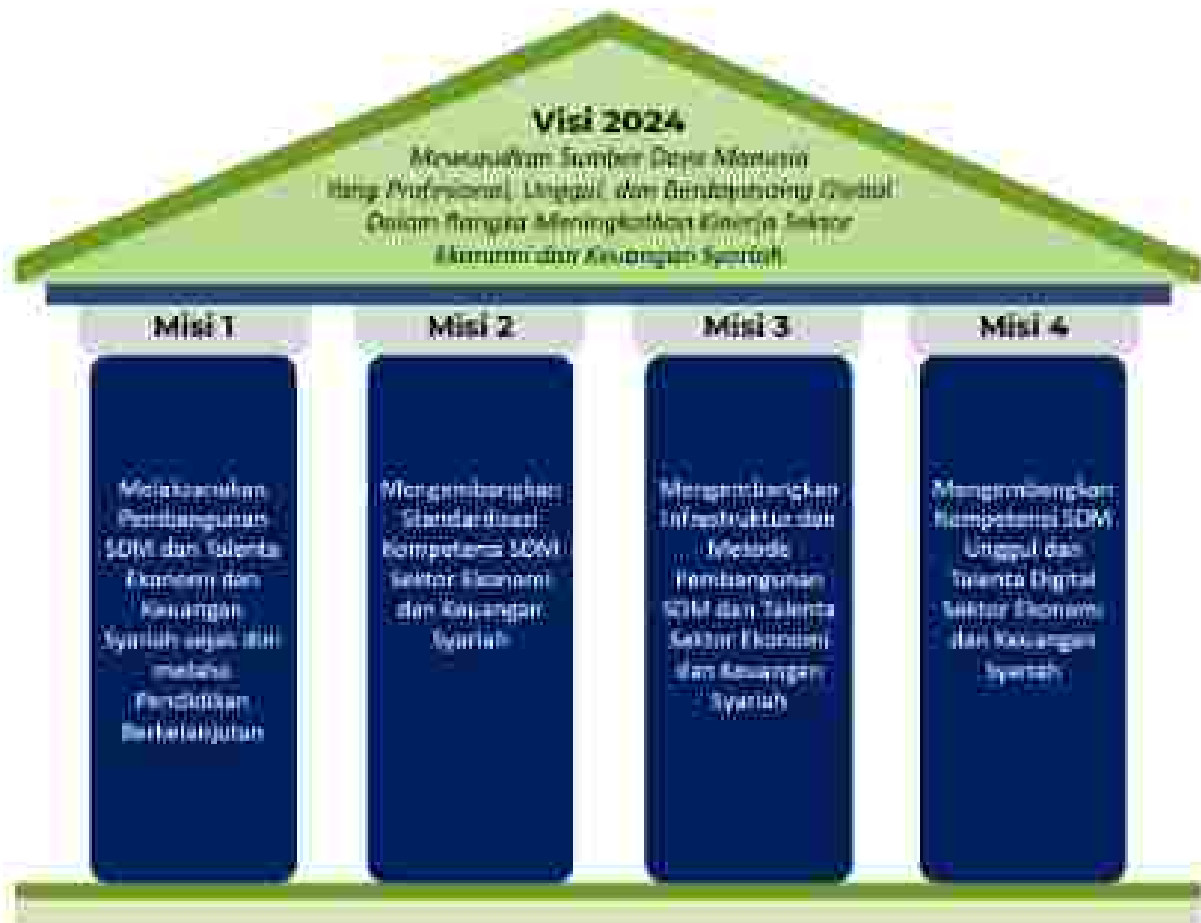 Visi 2024
Mewujudkan Sumber Daya Manusia
Yang Profesional, Unggul, dan Berdayasaing Global
Dalam Rangka Meningkatkan Kinerja Sektor
Ekonomi dan Keuangan Syariah
Misi 1
Misi 2
Misi 3
Misi 4
Melaksanakan
Pembangunan
SDM dan Talenta
Ekonomi dan
Keuangan
Syariah sejak dini
melalui
Pendidikan
Berkelanjutan
Mengembangkan
Standardisasi
Kompetensi SDM
Sektor Ekonomi
dan Keuangan
Syariah
Mengembangkan
Infrastruktur dan
Metode
Pembangunan
SDM dan Talenta
Sektor Ekonomi
dan Keuangan
Syariah
Mengembangkan
Kompetensi SDM
Unggul dan
Talenta Digital
Sektor Ekonomi
dan Keuangan
Syariah